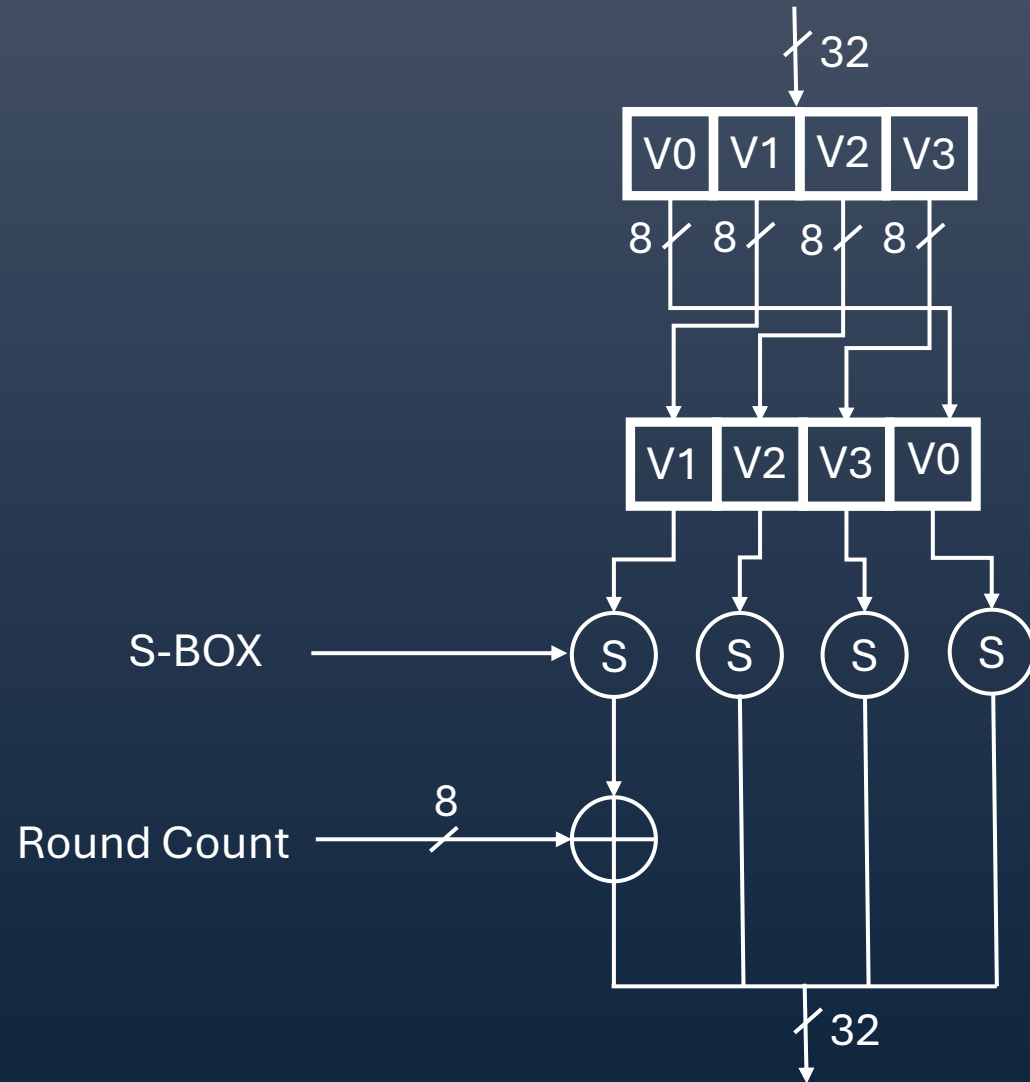 32
V0 V1 V2 V3
8 8 8 8
V1 V2 V3 V0
S-BOX S S S S
8
Round Count
32